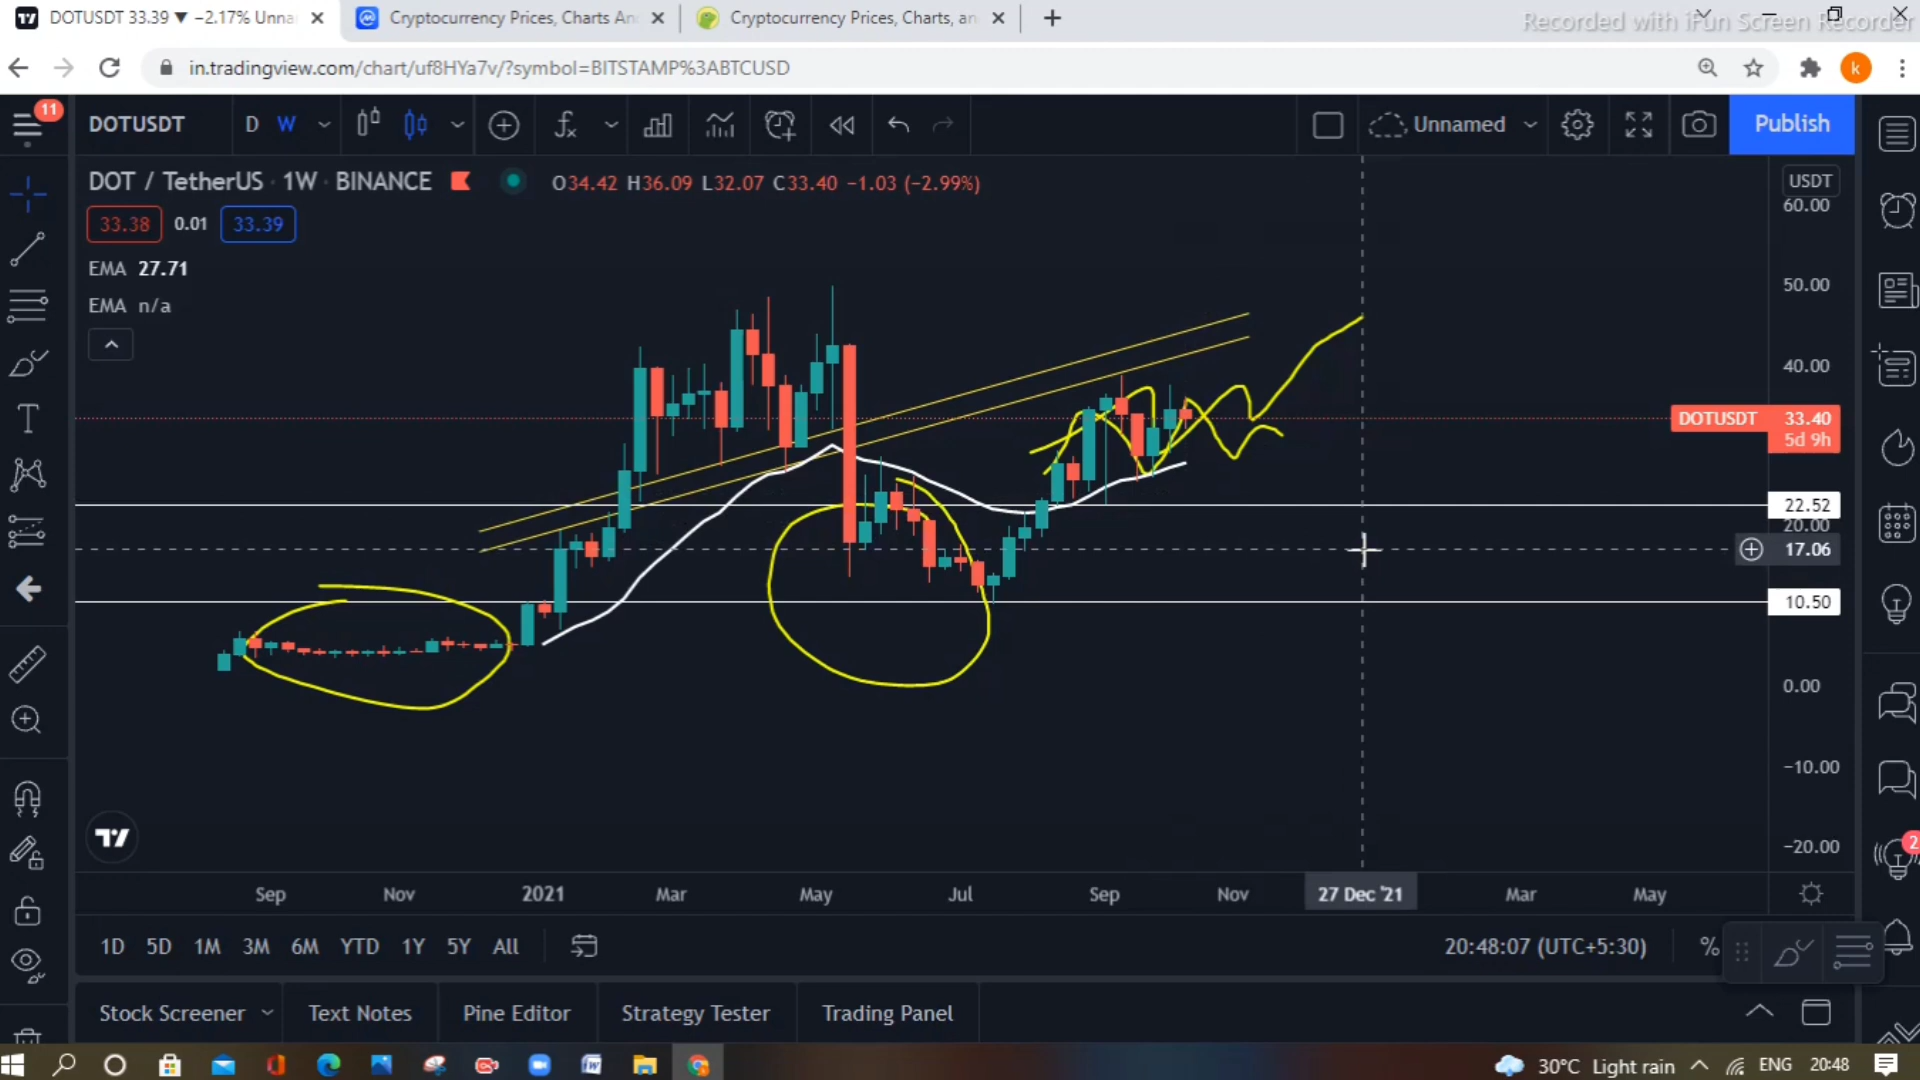 DOTUSDT 33.39 ▼ −2.17% Unna
Cryptocurrency Prices, Charts An
Cryptocurrency Prices, Charts, an
Recorded with iFun Screen Recorder
in.tradingview.com/chart/uf8HYa7v/?symbol=BITSTAMP%3ABTCUSD
k
11
DOTUSDT
D
W
Unnamed
Publish
DOT / TetherUS · 1W · BINANCE
O34.42 H36.09 L32.07 C33.40 −1.03 (−2.99%)
USDT
33.38
0.01
33.39
EMA 27.71
EMA n/a
60.00
50.00
40.00
DOTUSDT 33.40
5d 9h
22.52
20.00
17.06
10.50
0.00
−10.00
−20.00
2
Sep
Nov
2021
Mar
May
Jul
Sep
Nov
27 Dec '21
Mar
May
1D 5D 1M 3M 6M YTD 1Y 5Y All
20:48:07 (UTC+5:30)
%
Stock Screener
Text Notes
Pine Editor
Strategy Tester
Trading Panel
30°C Light rain
ENG
20:48